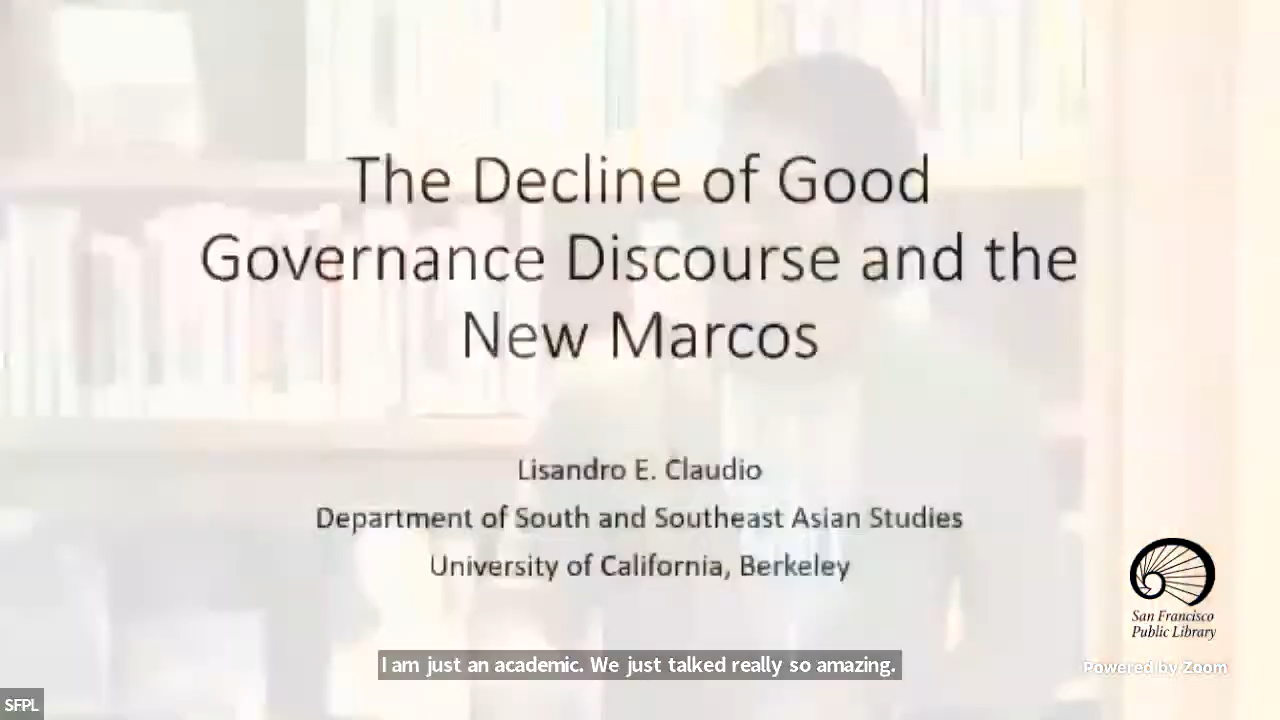 The Decline of Good
Governance Discourse and the
New Marcos
Lisandro E. Claudio
Department of South and Southeast Asian Studies
University of California, Berkeley
San Francisco
Public Library
I am just an academic. We just talked really so amazing.
Powered by Zoom
SFPL